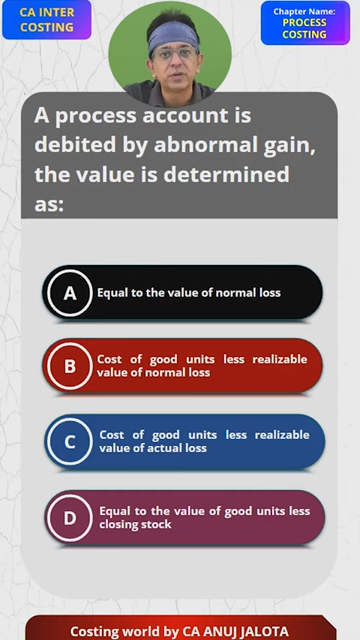 CA INTER
COSTING
Chapter Name:
PROCESS
COSTING
A process account is
debited by abnormal gain,
the value is determined
as:
A
Equal to the value of normal loss
B
Cost of good units less realizable
value of normal loss
C
Cost of good units less realizable
value of actual loss
D
Equal to the value of good units less
closing stock
Costing world by CA ANUJ JALOTA